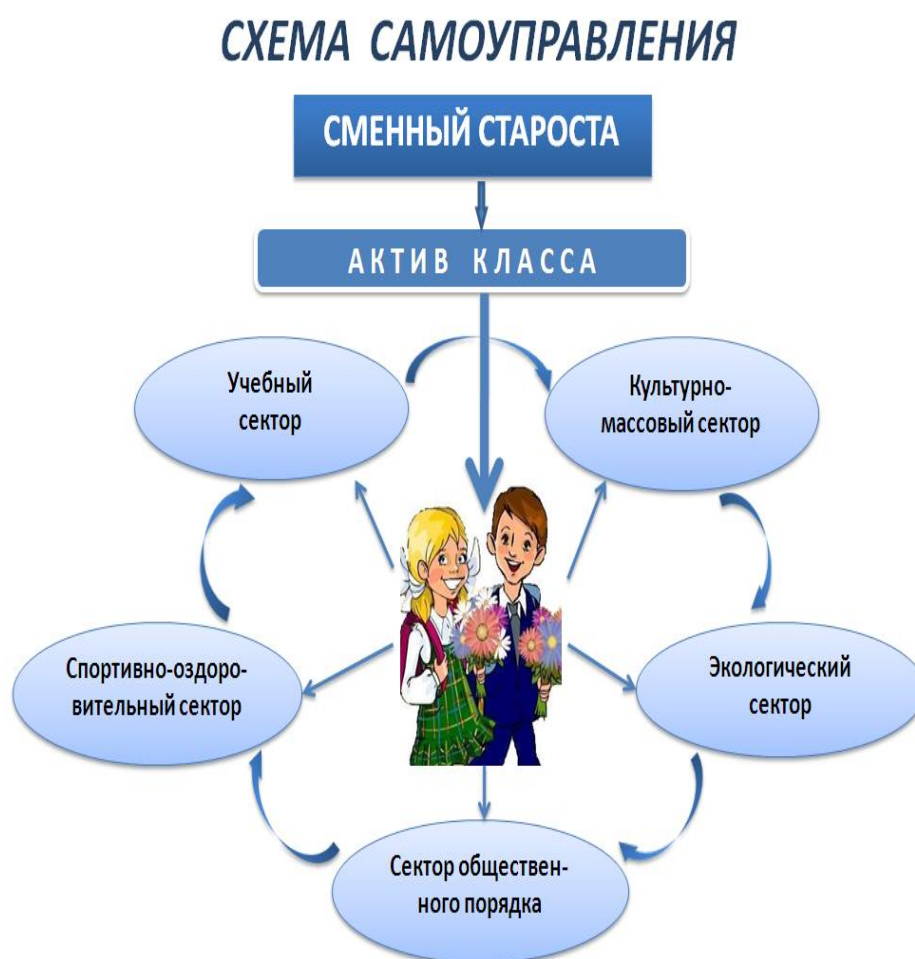 СХЕМА САМОУПРАВЛЕНИЯ
СМЕННЫЙ СТАРОСТА
АКТИВ КЛАССА
Учебный
сектор
Культурно-
массовый сектор
Спортивно-оздоро-
вительный сектор
Экологический
сектор
Сектор обществен-
ного порядка